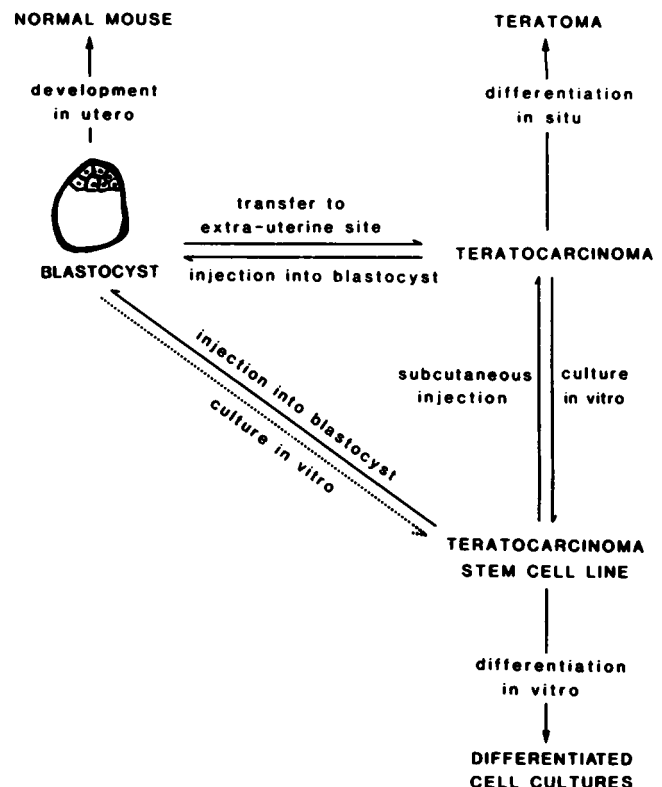 NORMAL MOUSE
TERATOMA
development
in utero
differentiation
in situ
transfer to
extra-uterine site
BLASTOCYST
injection into blastocyst
TERATOCARCINOMA
injection into blastocyst
culture in vitro
subcutaneous
injection
culture
in vitro
TERATOCARCINOMA
STEM CELL LINE
differentiation
in vitro
DIFFERENTIATED
CELL CULTURES